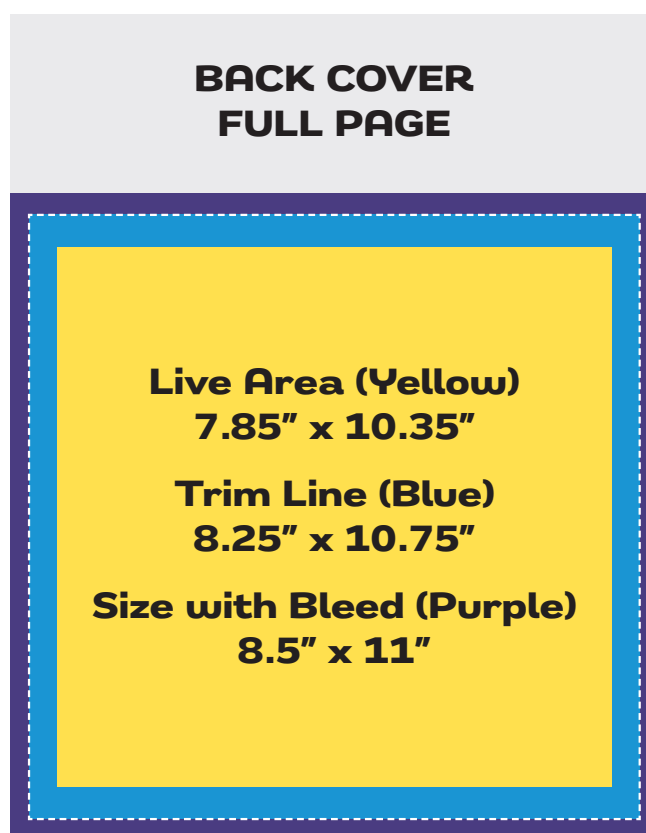 BACK COVER
FULL PAGE
Live Area (Yellow)
7.85” x 10.35”
Trim Line (Blue)
8.25” x 10.75”
Size with Bleed (Purple)
8.5” x 11”